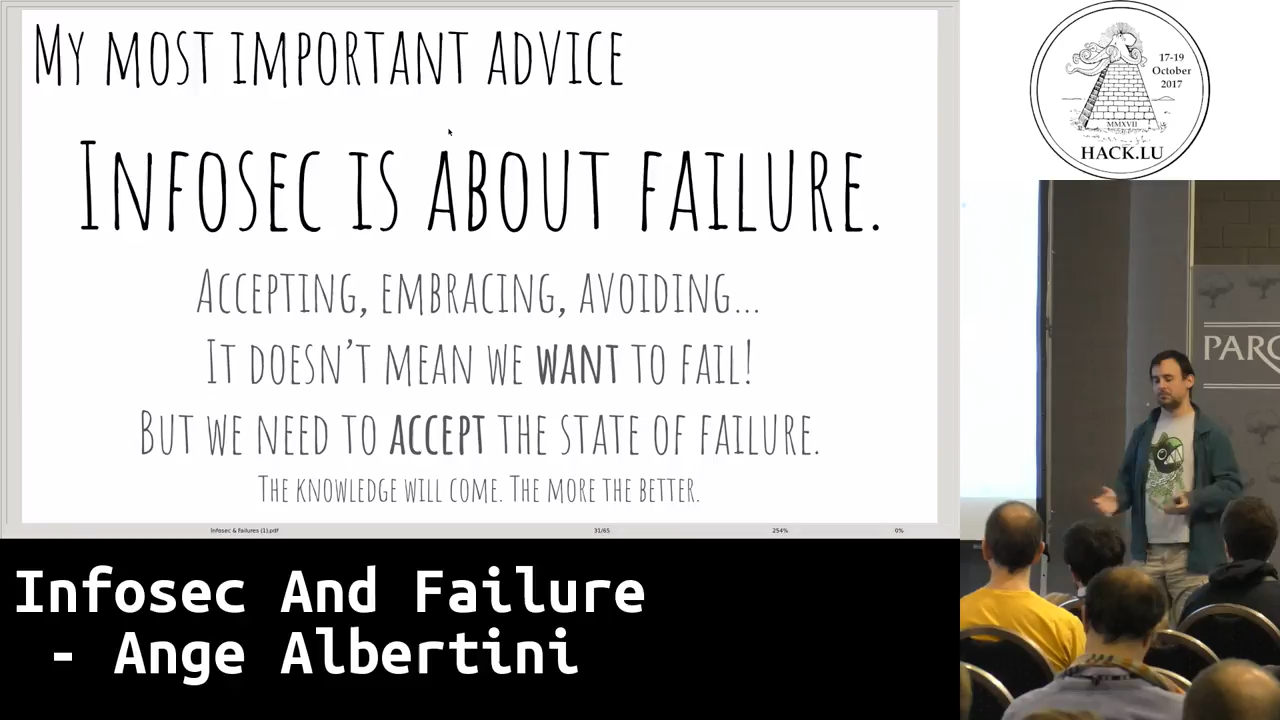 My most important advice
Infosec is about failure.
Accepting, embracing, avoiding...
It doesn't mean we want to fail!
But we need to accept the state of failure.
The knowledge will come. The more the better.
Infosec & Failures (1).pdf 31/65 254% 0%
Infosec And Failure
- Ange Albertini
17-19
October
2017
MMXVII
HACK.LU
PARC